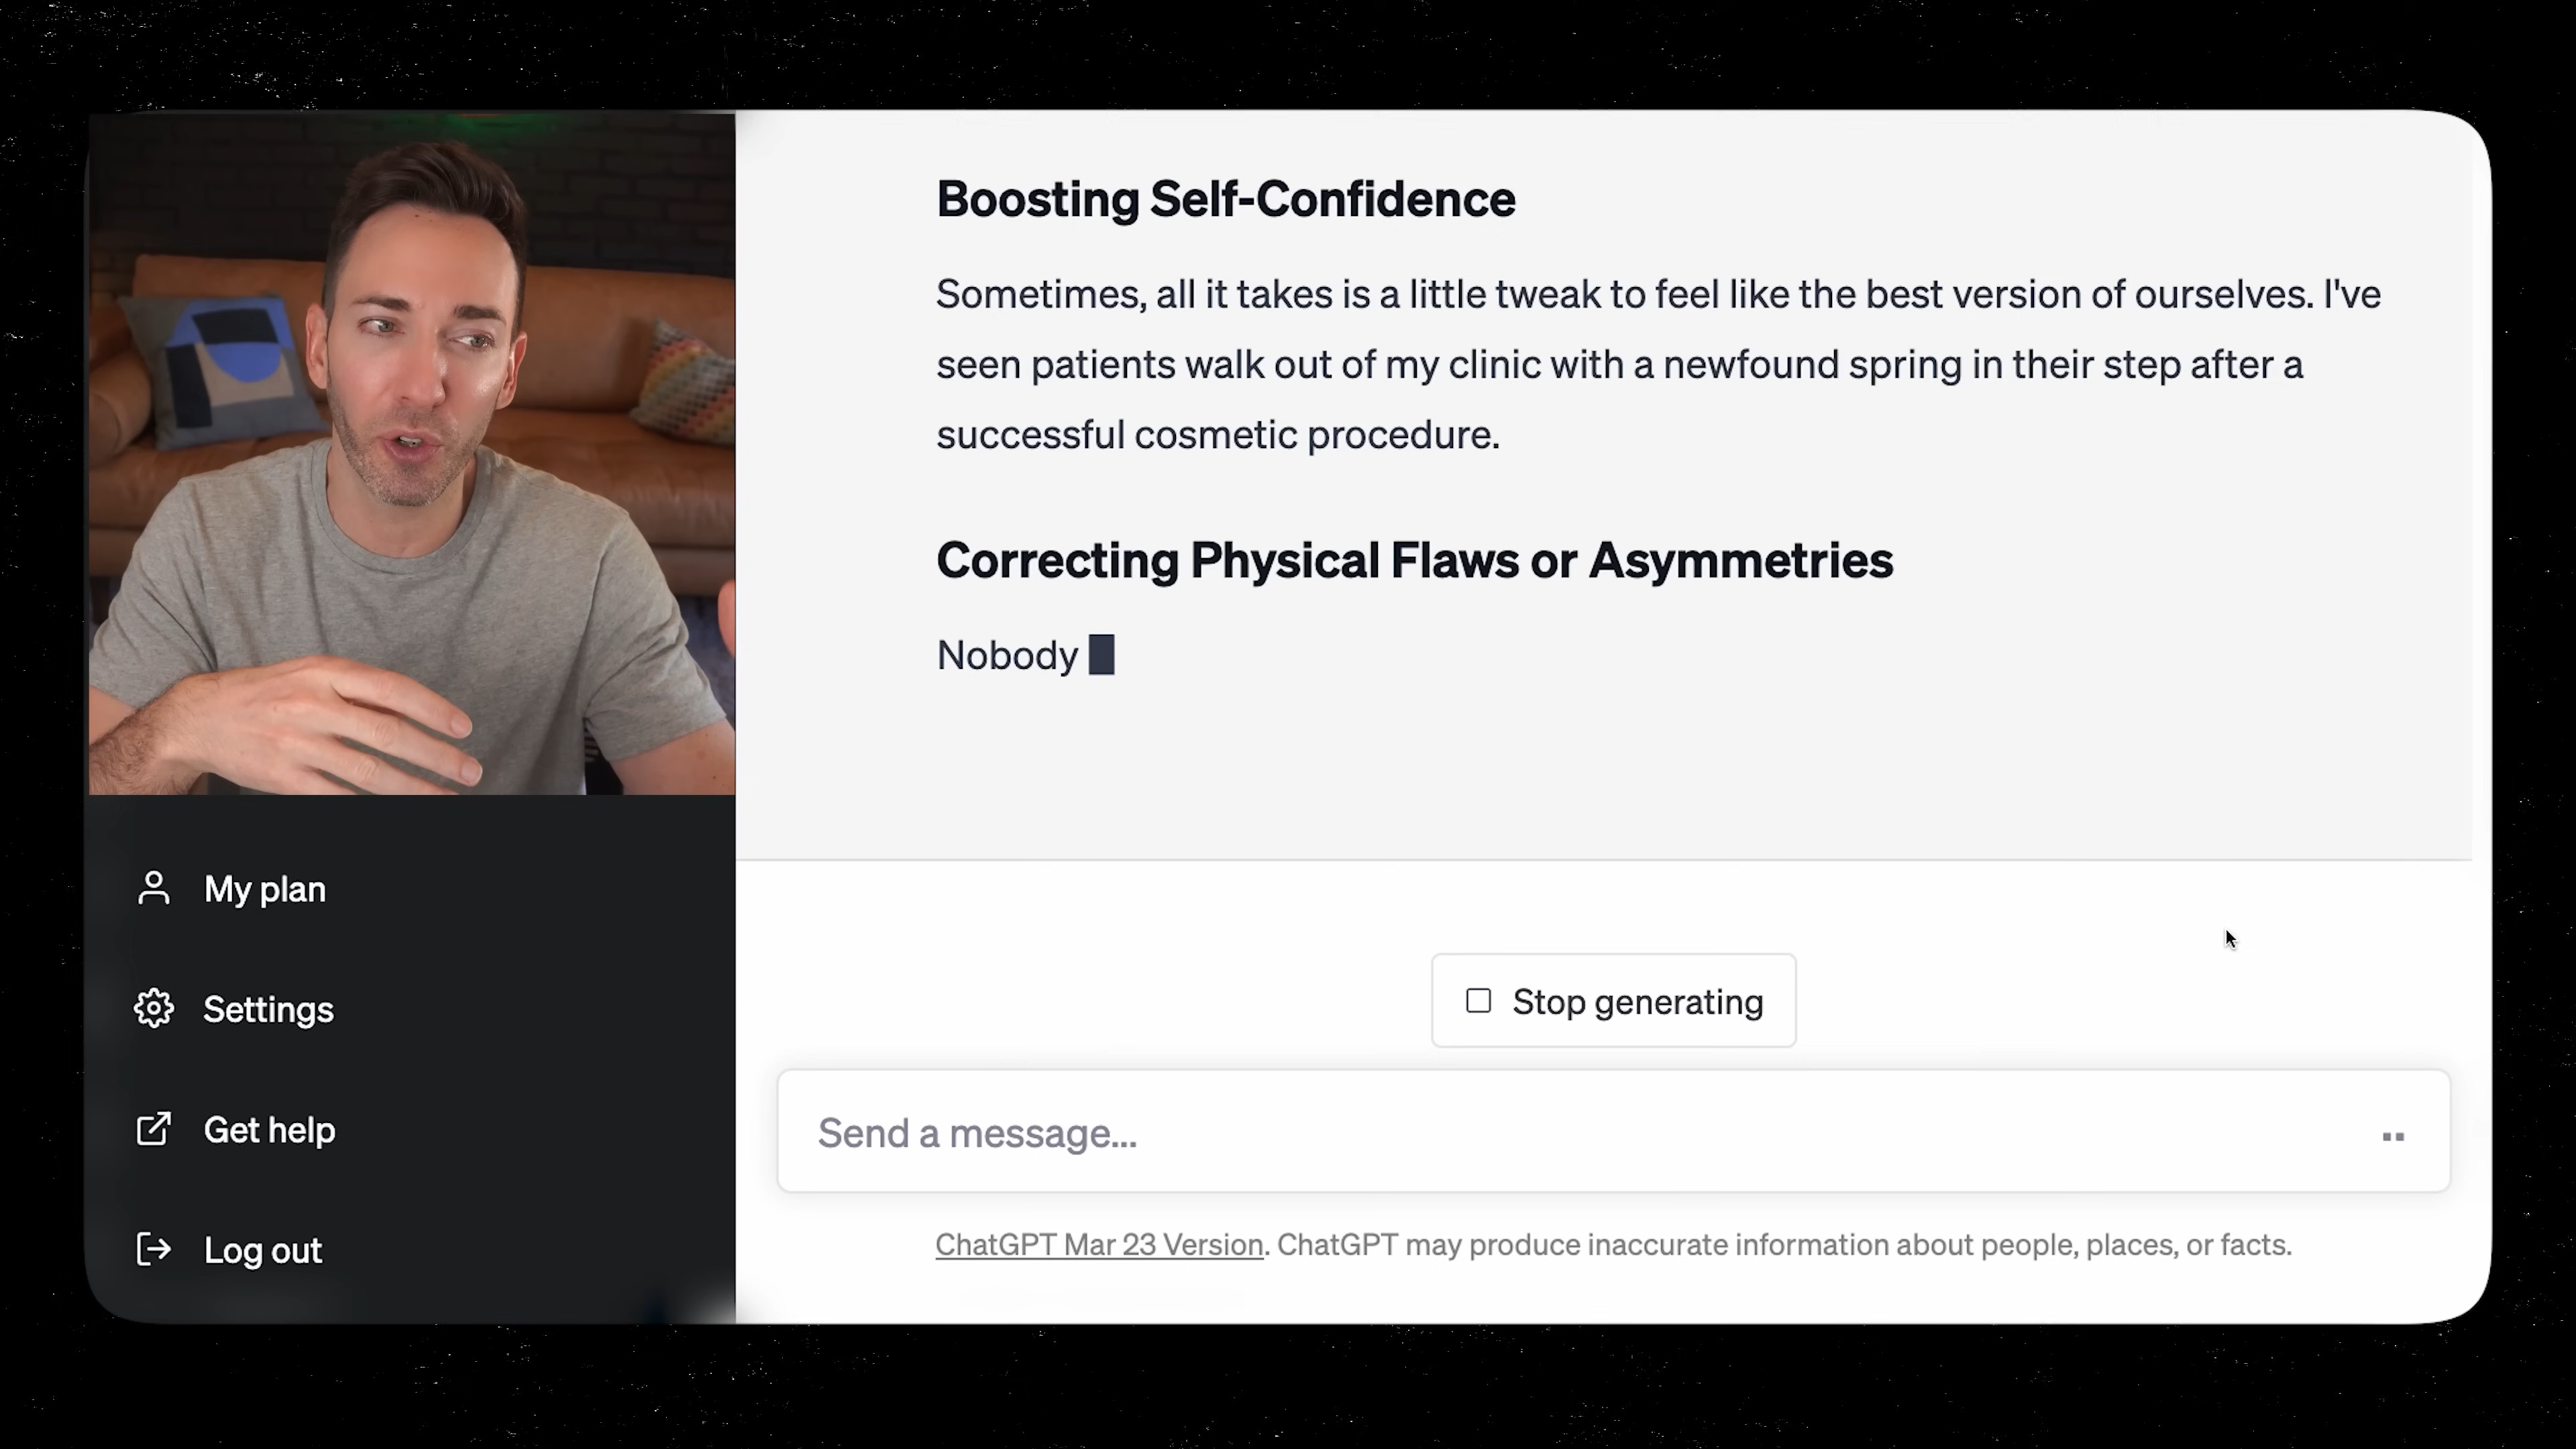 Boosting Self-Confidence
Sometimes, all it takes is a little tweak to feel like the best version of ourselves. I've
seen patients walk out of my clinic with a newfound spring in their step after a
successful cosmetic procedure.
Correcting Physical Flaws or Asymmetries
Nobody
My plan
Settings
Get help
Log out
Stop generating
Send a message...
ChatGPT Mar 23 Version. ChatGPT may produce inaccurate information about people, places, or facts.